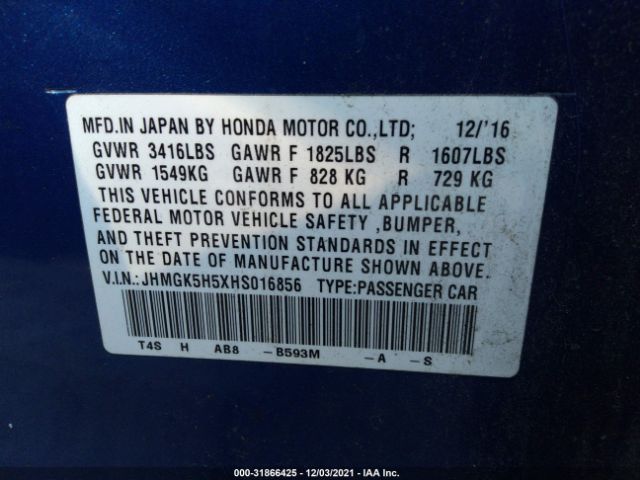 MFD.IN JAPAN BY HONDA MOTOR CO.,LTD; 12/'16
GVWR 3416LBS GAWR F 1825LBS R 1607LBS
GVWR 1549KG GAWR F 828 KG R 729 KG
THIS VEHICLE CONFORMS TO ALL APPLICABLE
FEDERAL MOTOR VEHICLE SAFETY ,BUMPER,
AND THEFT PREVENTION STANDARDS IN EFFECT
ON THE DATE OF MANUFACTURE SHOWN ABOVE.
V.I.N.:JHMGK5H5XHS016856 TYPE:PASSENGER CAR
T4S H AB8 -B593M -A -S
000-31866425 - 12/03/2021 - IAA Inc.